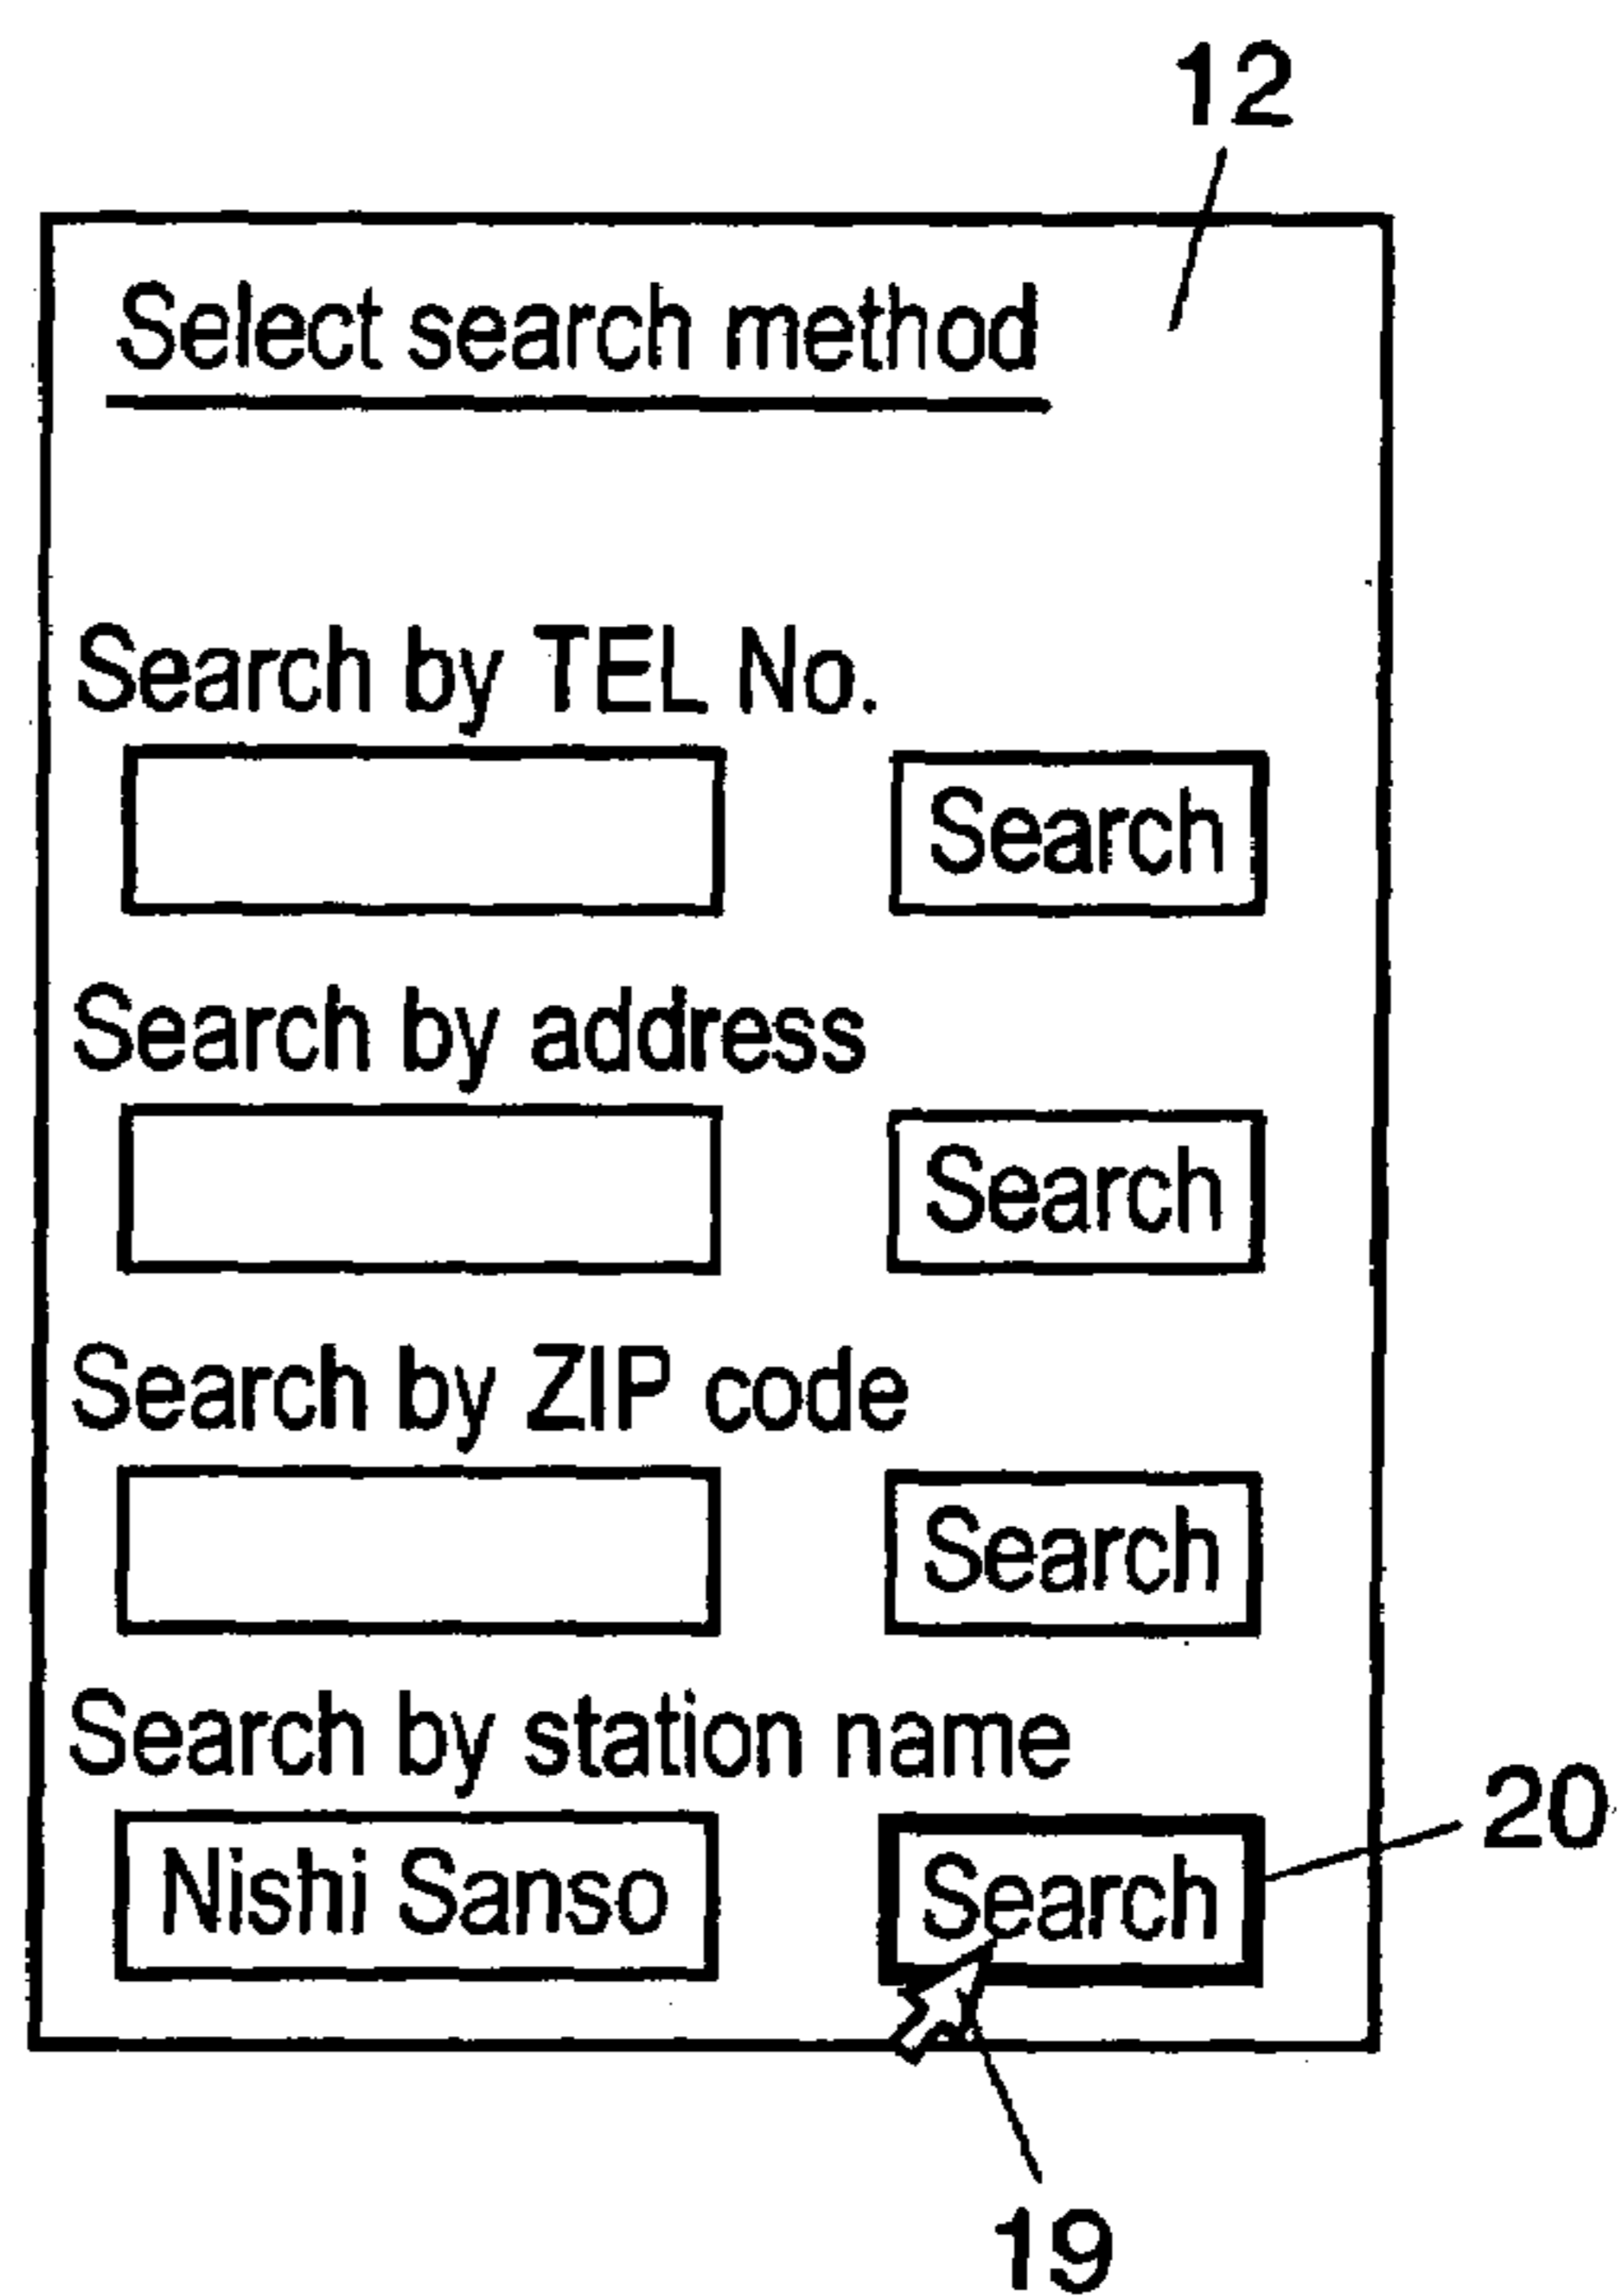 12
Select search method
Search by TEL No.
Search
Search by address
Search
Search by ZIP code
Search
Search by station name
Nishi Sanso Search
20
19